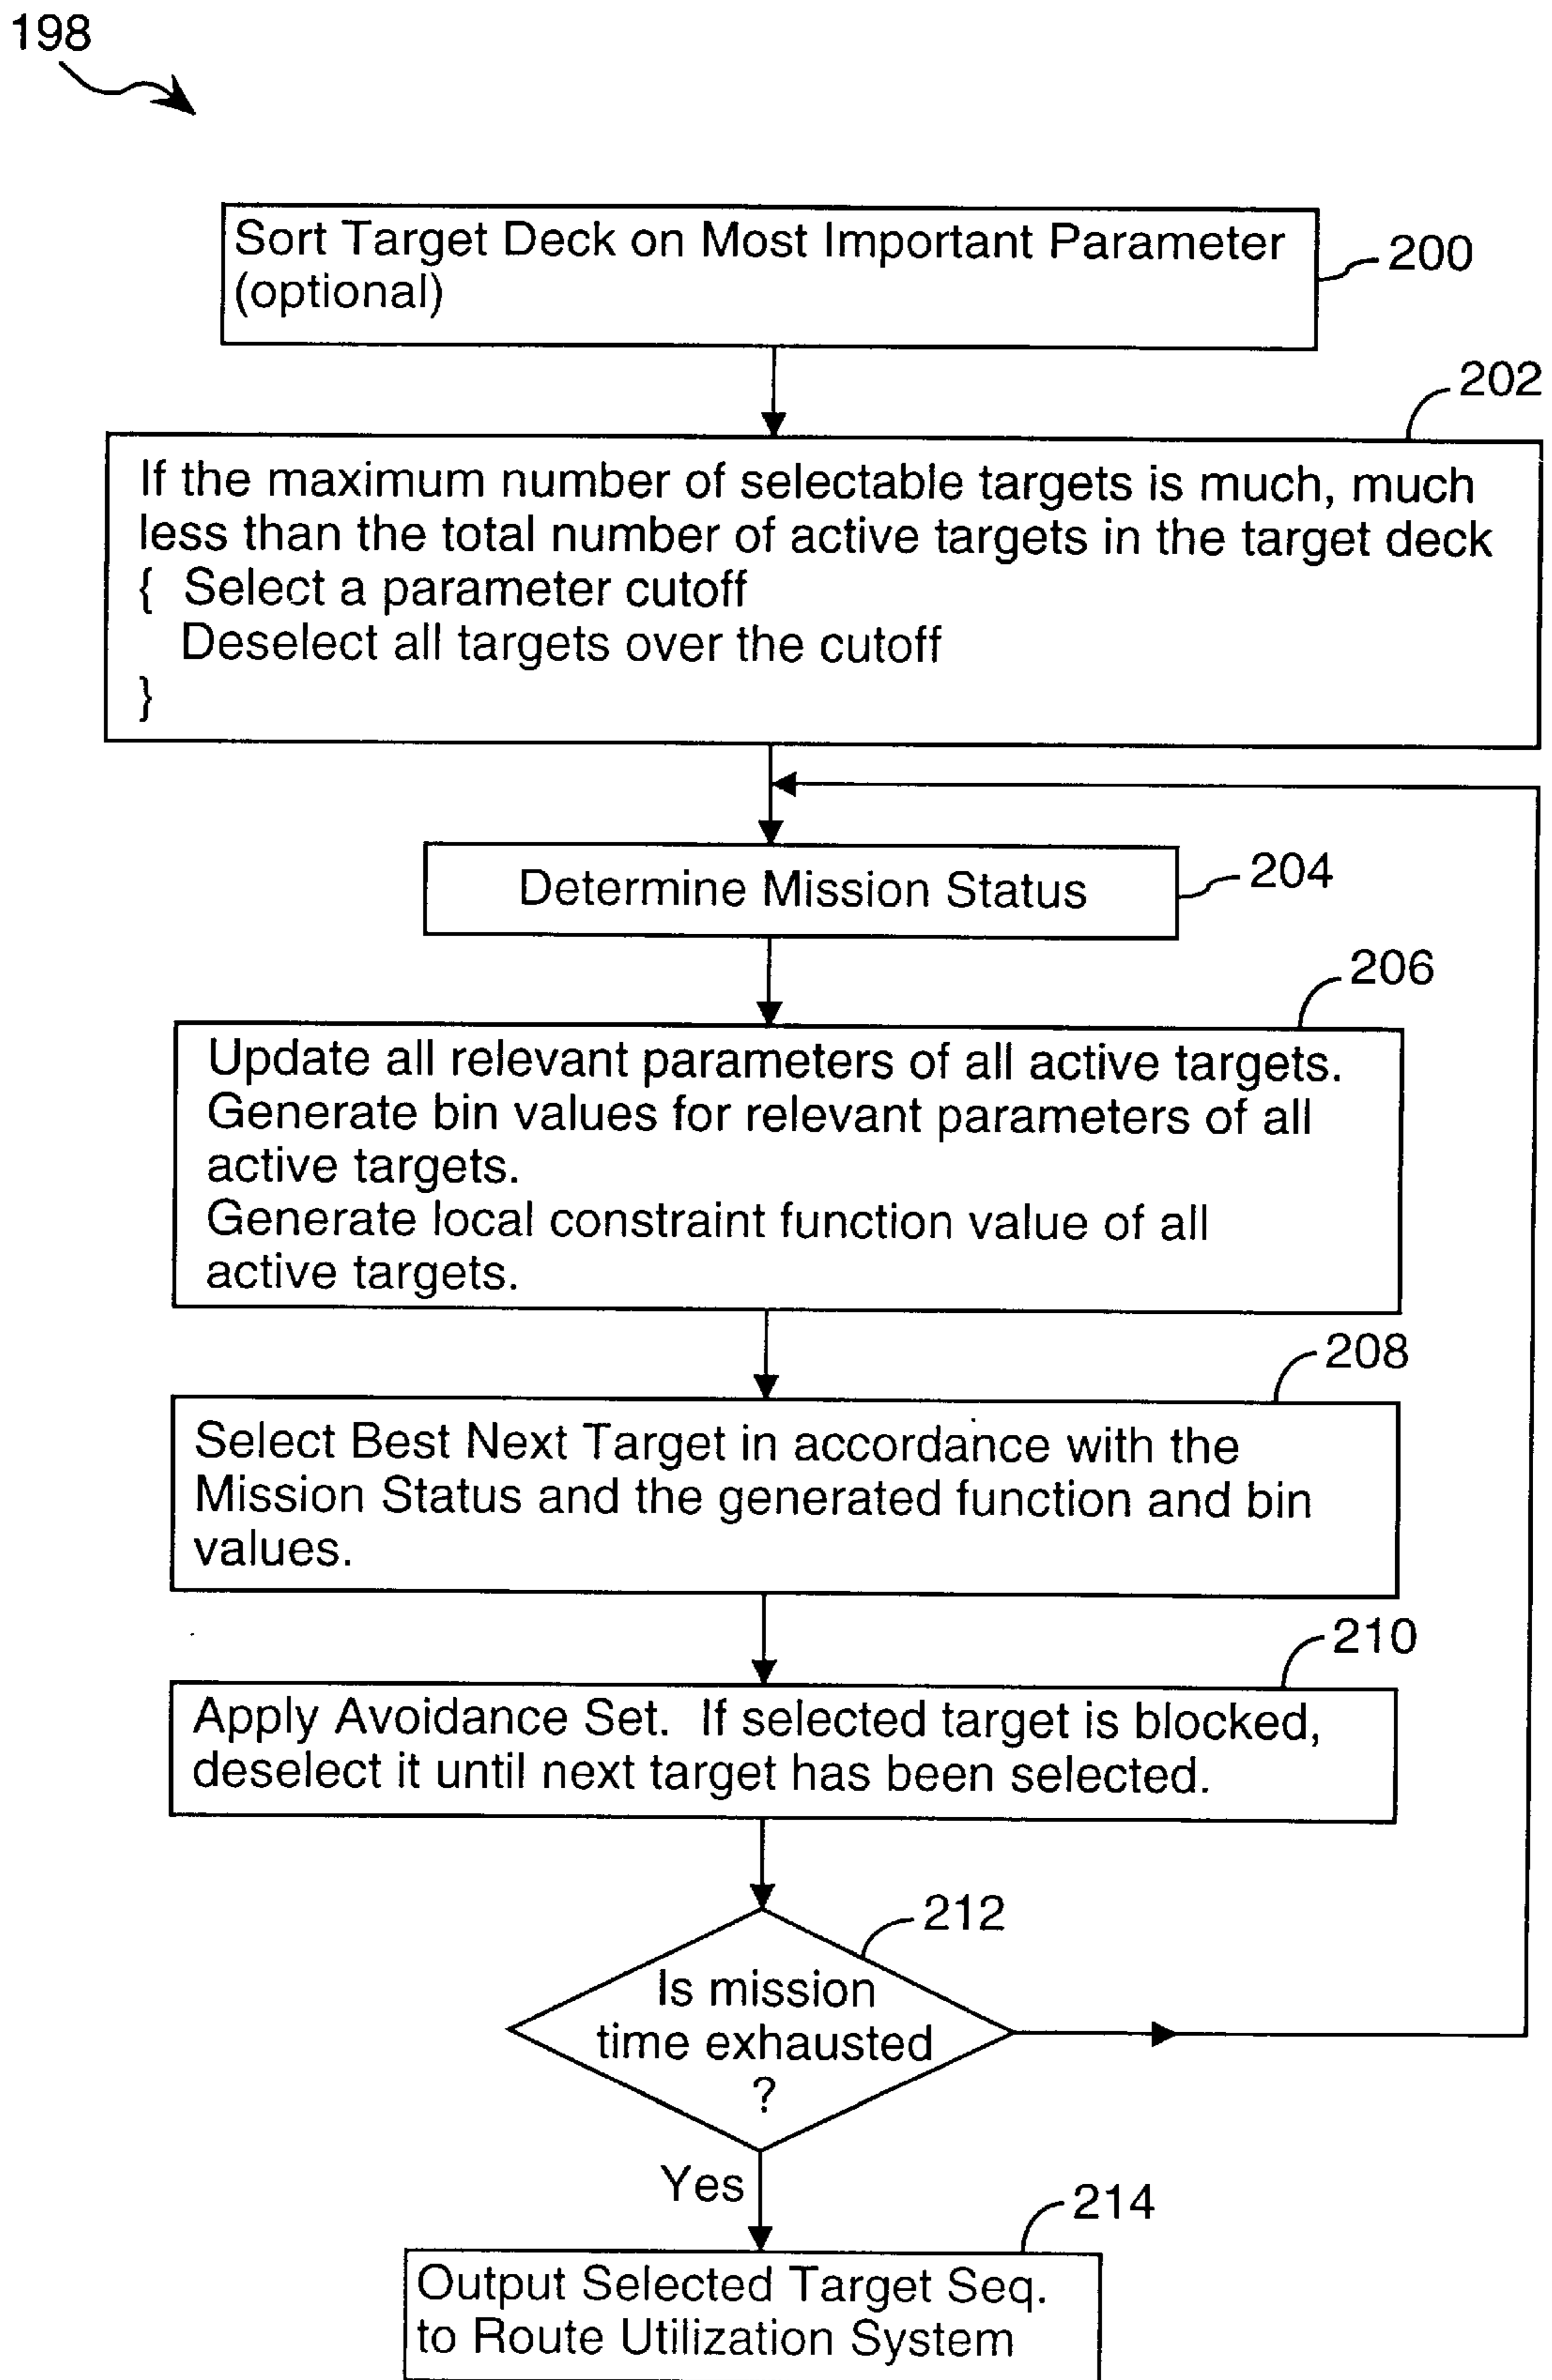 198
Sort Target Deck on Most Important Parameter
(optional)
200
202
If the maximum number of selectable targets is much, much
less than the total number of active targets in the target deck
{ Select a parameter cutoff
Deselect all targets over the cutoff
}
Determine Mission Status
204
206
Update all relevant parameters of all active targets.
Generate bin values for relevant parameters of all
active targets.
Generate local constraint function value of all
active targets.
208
Select Best Next Target in accordance with the
Mission Status and the generated function and bin
values.
210
Apply Avoidance Set. If selected target is blocked,
deselect it until next target has been selected.
212
Is mission
time exhausted
?
Yes
214
Output Selected Target Seq.
to Route Utilization System